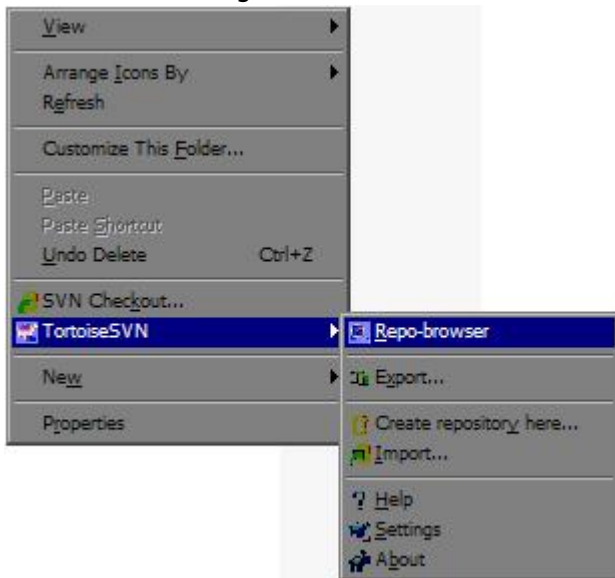 View
Arrange Icons By
Refresh
Customize This Folder...
Paste
Paste Shortcut
Undo Delete Ctrl+Z
SVN Checkout...
TortoiseSVN
New
Properties
Repo-browser
Export...
Create repository here...
Import...
Help
Settings
About